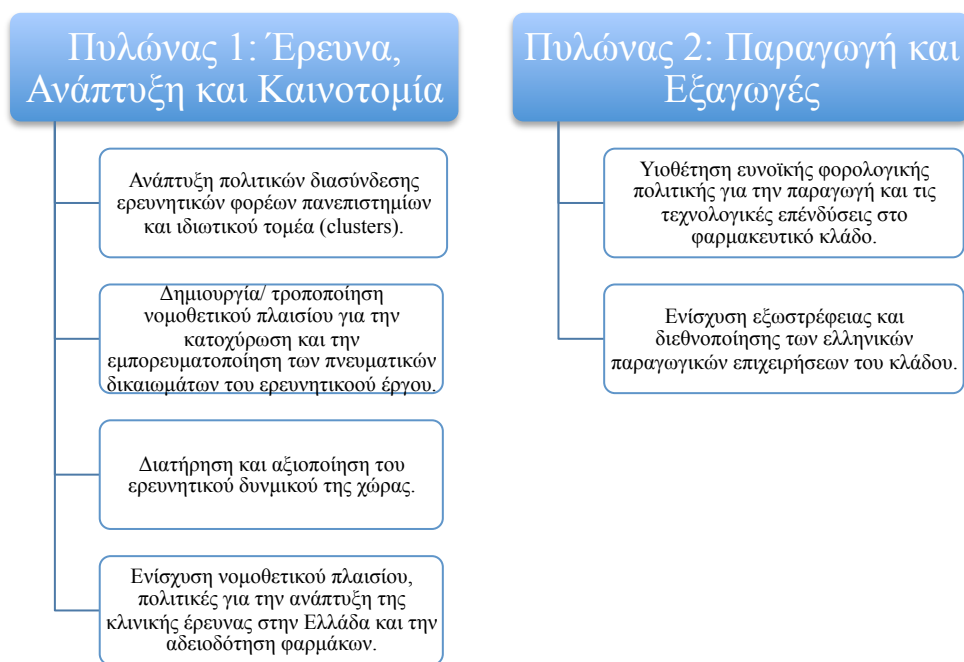 Πυλώνας 1: Έρευνα,
Ανάπτυξη και Καινοτομία
Ανάπτυξη πολιτικών διασύνδεσης
ερευνητικών φορέων πανεπιστημίων
και ιδιωτικού τομέα (clusters).
Δημιουργία/ τροποποίηση
νομοθετικού πλαισίου για την
κατοχύρωση και την
εμπορευματοποίηση των πνευματικών
δικαιωμάτων του ερευνητικοού έργου.
Διατήρηση και αξιοποίηση του
ερευνητικού δυνμικού της χώρας.
Ενίσχυση νομοθετικού πλαισίου,
πολιτικές για την ανάπτυξη της
κλινικής έρευνας στην Ελλάδα και την
αδειοδότηση φαρμάκων.
Πυλώνας 2: Παραγωγή και
Εξαγωγές
Υιοθέτηση ευνοϊκής φορολογικής
πολιτικής για την παραγωγή και τις
τεχνολογικές επένδύσεις στο
φαρμακευτικό κλάδο.
Ενίσχυση εξωστρέφειας και
διεθνοποίησης των ελληνικών
παραγωγικών επιχειρήσεων του κλάδου.